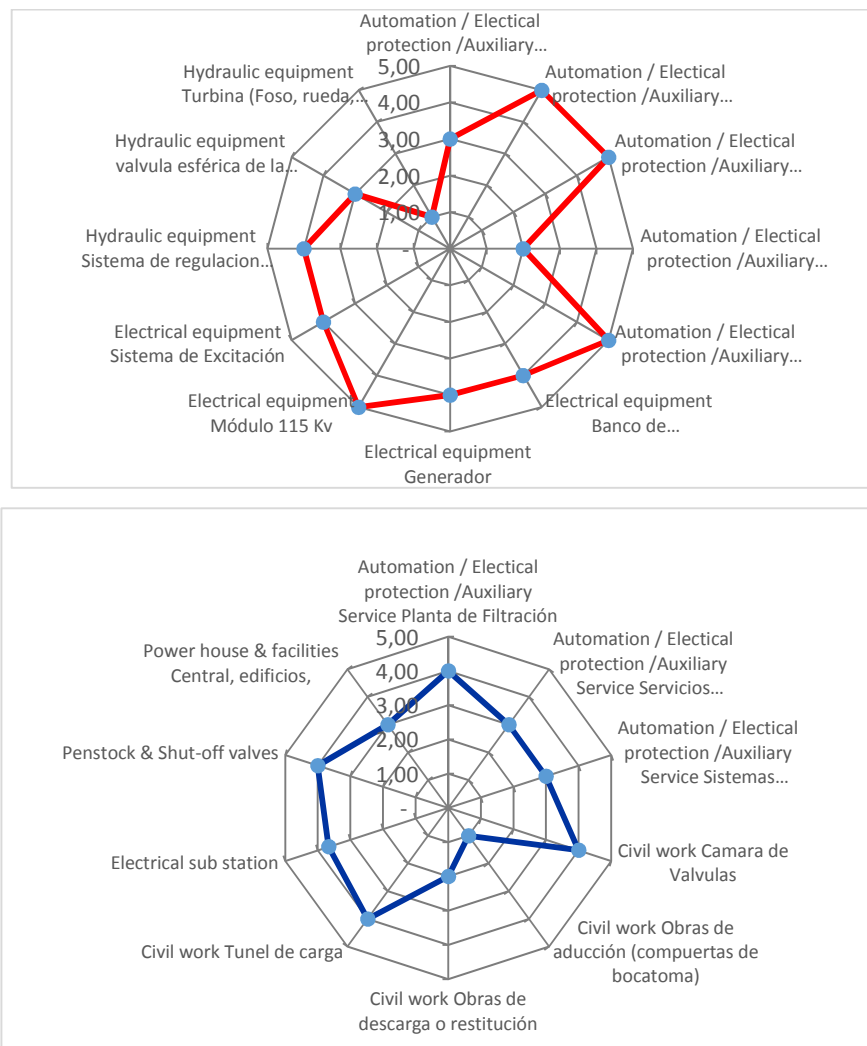 Automation / Electical
protection /Auxiliary…
5,00
4,00
3,00
2,00
1,00
-
Automation / Electical
protection /Auxiliary…
Automation / Electical
protection /Auxiliary…
Automation / Electical
protection /Auxiliary…
Automation / Electical
protection /Auxiliary…
Electrical equipment
Banco de…
Electrical equipment
Generador
Electrical equipment
Módulo 115 Kv
Electrical equipment
Sistema de Excitación
Hydraulic equipment
Sistema de regulacion…
Hydraulic equipment
valvula esférica de la…
Hydraulic equipment
Turbina (Foso, rueda,…
Automation / Electical
protection /Auxiliary
Service Planta de Filtración
5,00
4,00
3,00
2,00
1,00
-
Automation / Electical
protection /Auxiliary
Service Servicios…
Automation / Electical
protection /Auxiliary
Service Sistemas…
Civil work Camara de
Valvulas
Civil work Obras de
aducción (compuertas de
bocatoma)
Civil work Obras de
descarga o restitución
Civil work Tunel de carga
Electrical sub station
Penstock & Shut-off valves
Power house & facilities
Central, edificios,